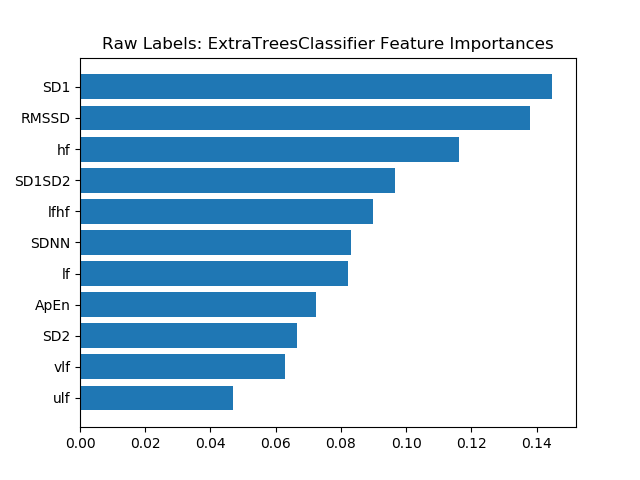 Raw Labels: ExtraTreesClassifier Feature Importances
SD1
RMSSD
hf
SD1SD2
lfhf
SDNN
lf
ApEn
SD2
vlf
ulf
0.00 0.02 0.04 0.06 0.08 0.10 0.12 0.14